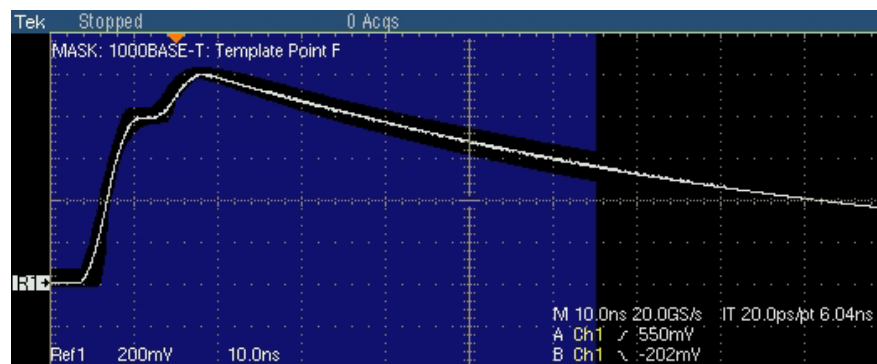 Tek Stopped 0 Acqs
MASK: 1000BASE-T: Template Point F
R1
M 10.0ns 20.0GS/s IT 20.0ps/pt 6.04ns
A Ch1 / 550mV
B Ch1 \ -202mV
Ref1 200mV 10.0ns